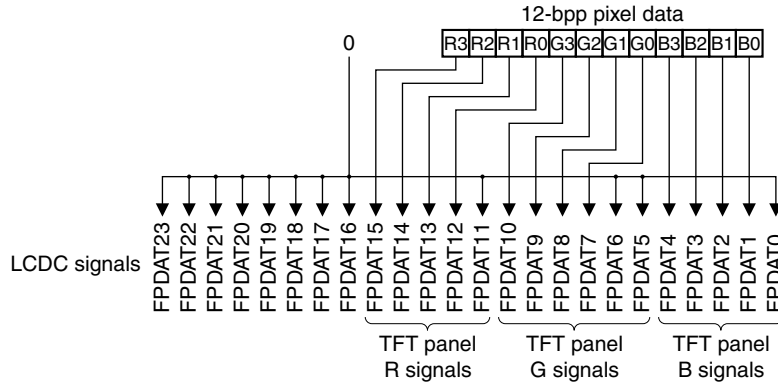 12-bpp pixel data
0
R3 R2 R1 R0 G3 G2 G1 G0 B3 B2 B1 B0
LCDC signals
FPDAT23
FPDAT22
FPDAT21
FPDAT20
FPDAT19
FPDAT18
FPDAT17
FPDAT16
FPDAT15
FPDAT14
FPDAT13
FPDAT12
FPDAT11
FPDAT10
FPDAT9
FPDAT8
FPDAT7
FPDAT6
FPDAT5
FPDAT4
FPDAT3
FPDAT2
FPDAT1
FPDAT0
TFT panel
R signals
TFT panel
G signals
TFT panel
B signals